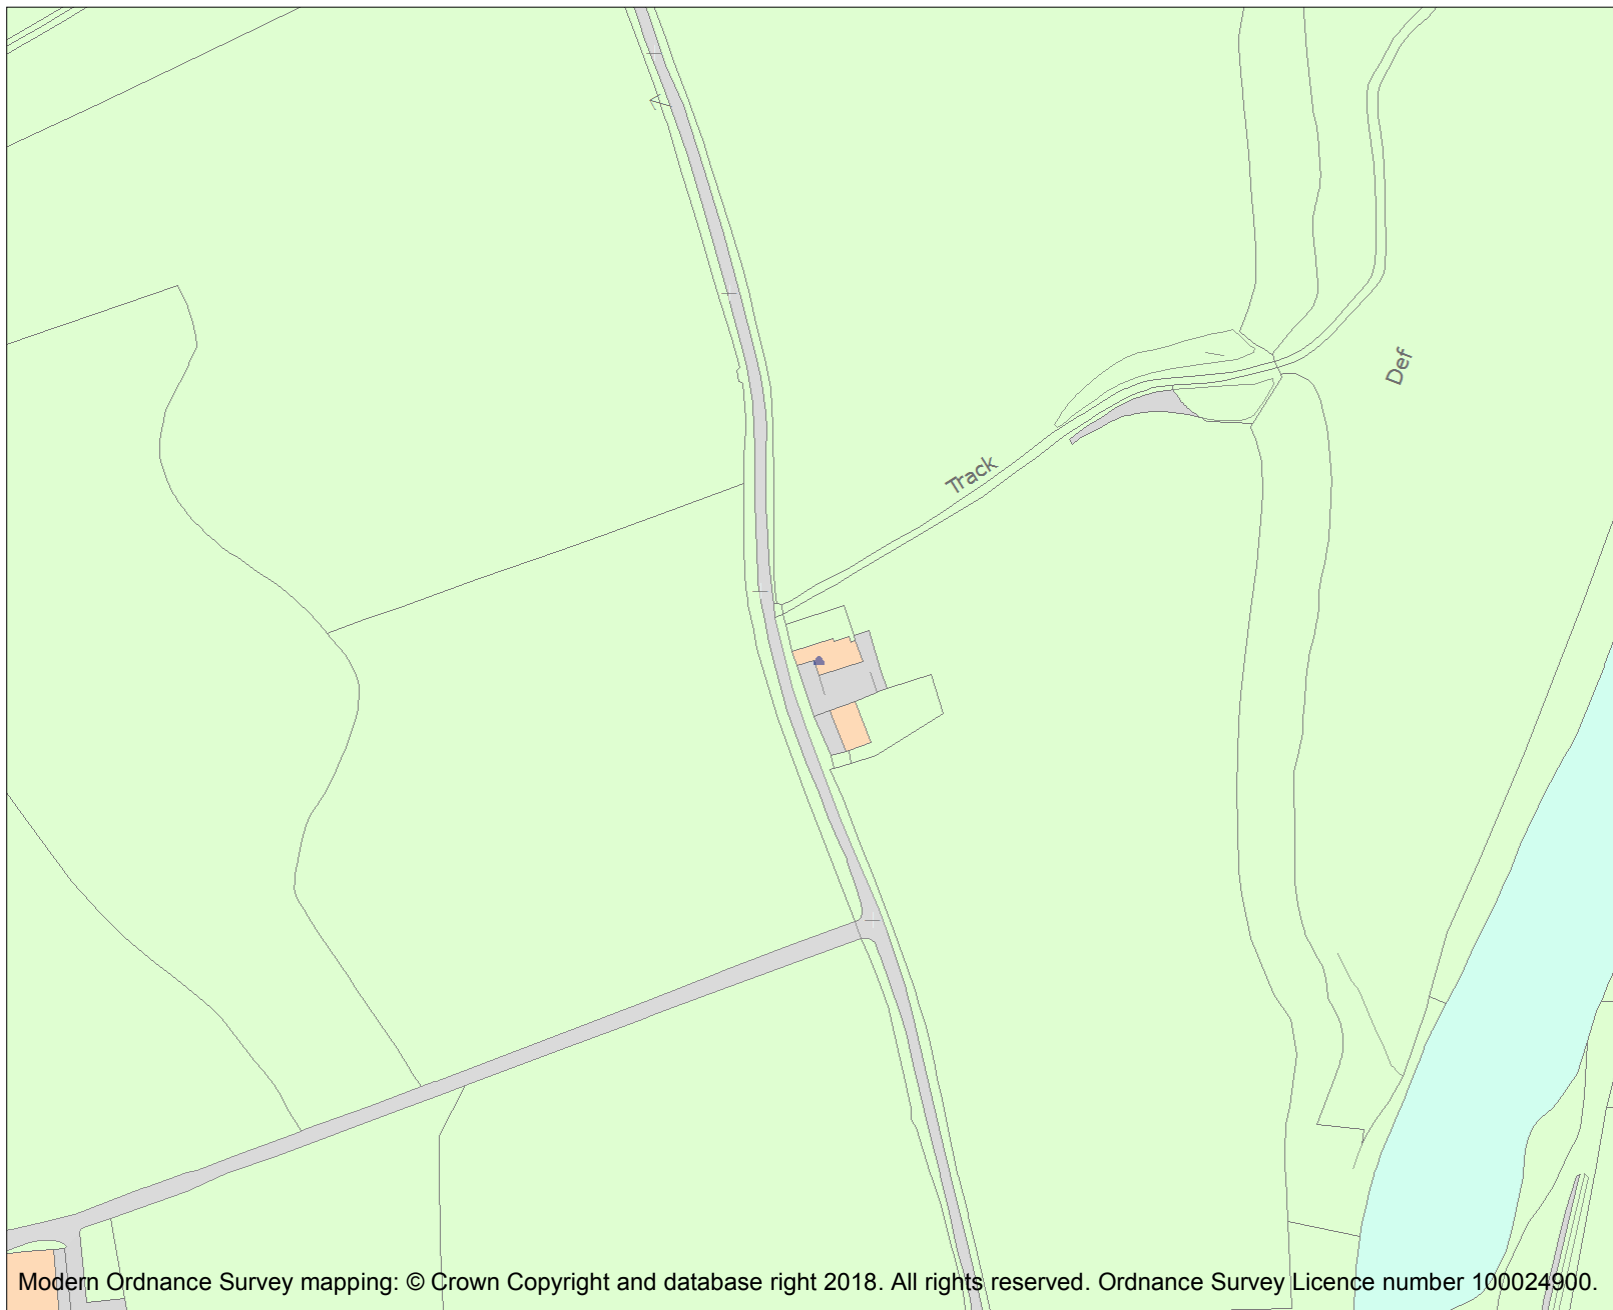 Def
Track
Modern Ordnance Survey mapping: © Crown Copyright and database right 2018. All rights reserved. Ordnance Survey Licence number 100024900.